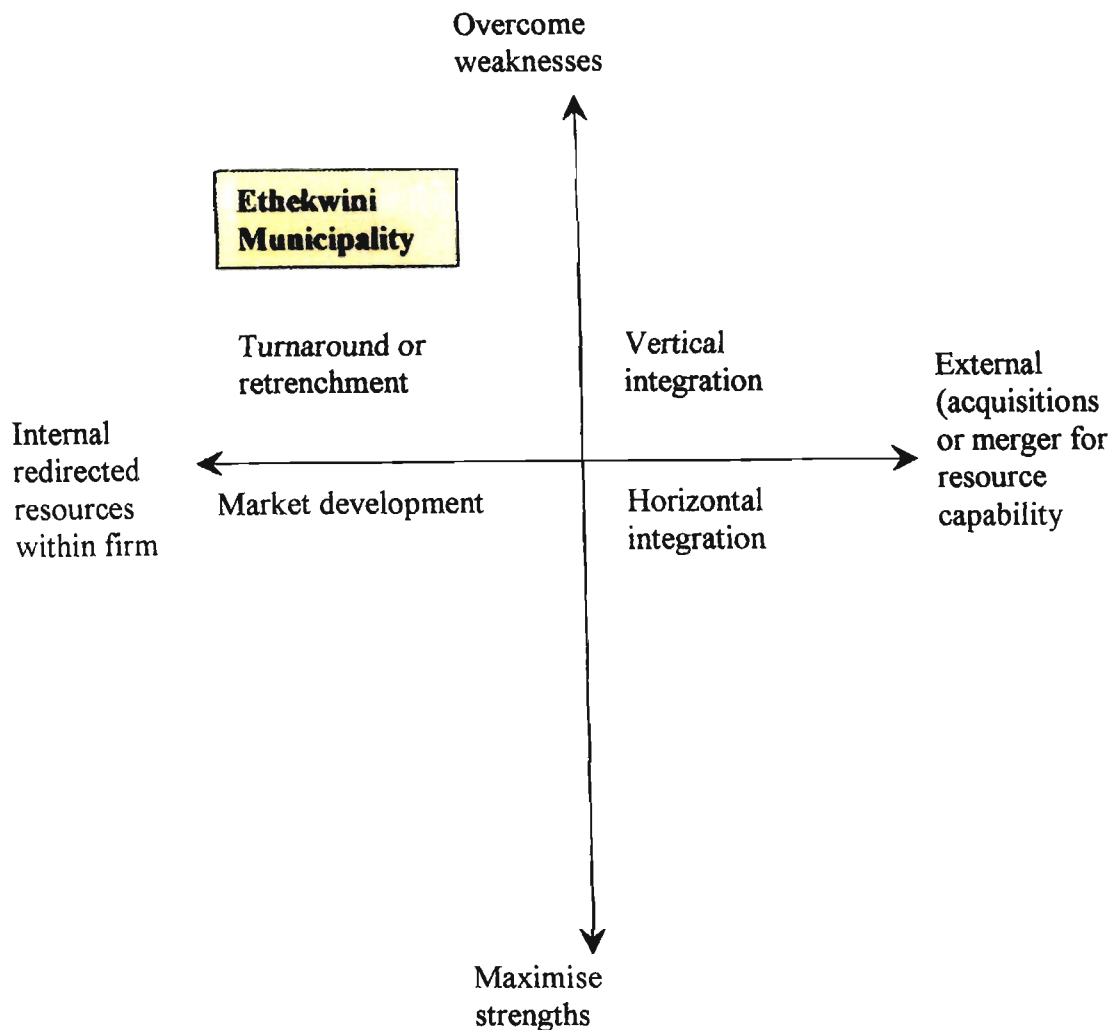 Overcome
weaknesses
Ethekwini
Municipality
Turnaround or
retrenchment
Vertical
integration
External
(acquisitions
or merger for
resource
capability
Internal
redirected
resources
within firm
Market development
Horizontal
integration
Maximise
strengths